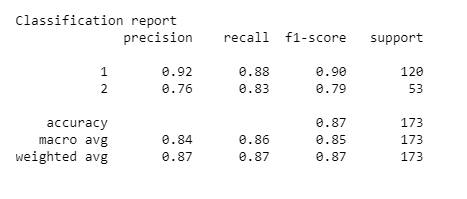 Classification report
precision recall f1-score support
1 0.92 0.88 0.90 120
2 0.76 0.83 0.79 53
accuracy 0.87 173
macro avg 0.84 0.86 0.85 173
weighted avg 0.87 0.87 0.87 173